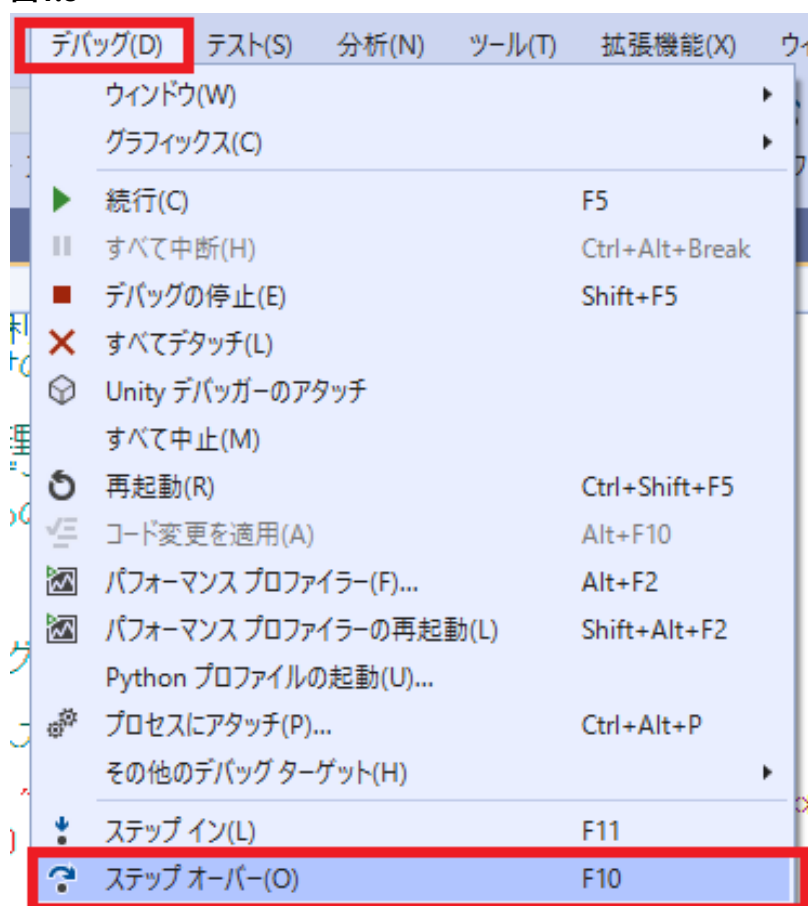 デバッグ(D) テスト(S) 分析(N) ツール(T) 拡張機能(X)
ウィンドウ(W)
グラフィックス(C)
続行(C) F5
すべて中断(H) Ctrl+Alt+Break
デバッグの停止(E) Shift+F5
すべてデタッチ(L)
Unity デバッガーのアタッチ
すべて中止(M)
再起動(R) Ctrl+Shift+F5
コード変更を適用(A) Alt+F10
パフォーマンス プロファイラー(F)... Alt+F2
パフォーマンス プロファイラーの再起動(L) Shift+Alt+F2
Python プロファイルの起動(U)...
プロセスにアタッチ(P)... Ctrl+Alt+P
その他のデバッグ ターゲット(H)
ステップ イン(L) F11
ステップ オーバー(O) F10